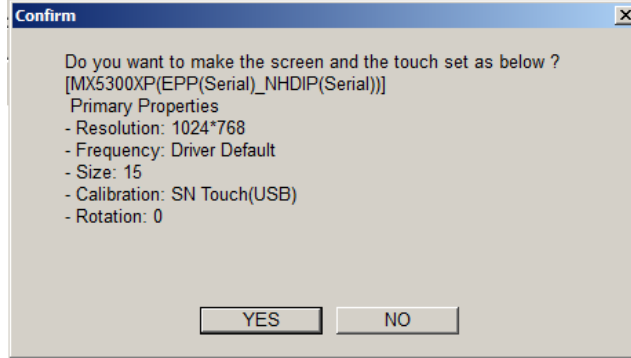 Confirm
Do you want to make the screen and the touch set as below ?
[MX5300XP(EPP(Serial)_NHDIP(Serial))]
Primary Properties
- Resolution: 1024*768
- Frequency: Driver Default
- Size: 15
- Calibration: SN Touch(USB)
- Rotation: 0
YES NO